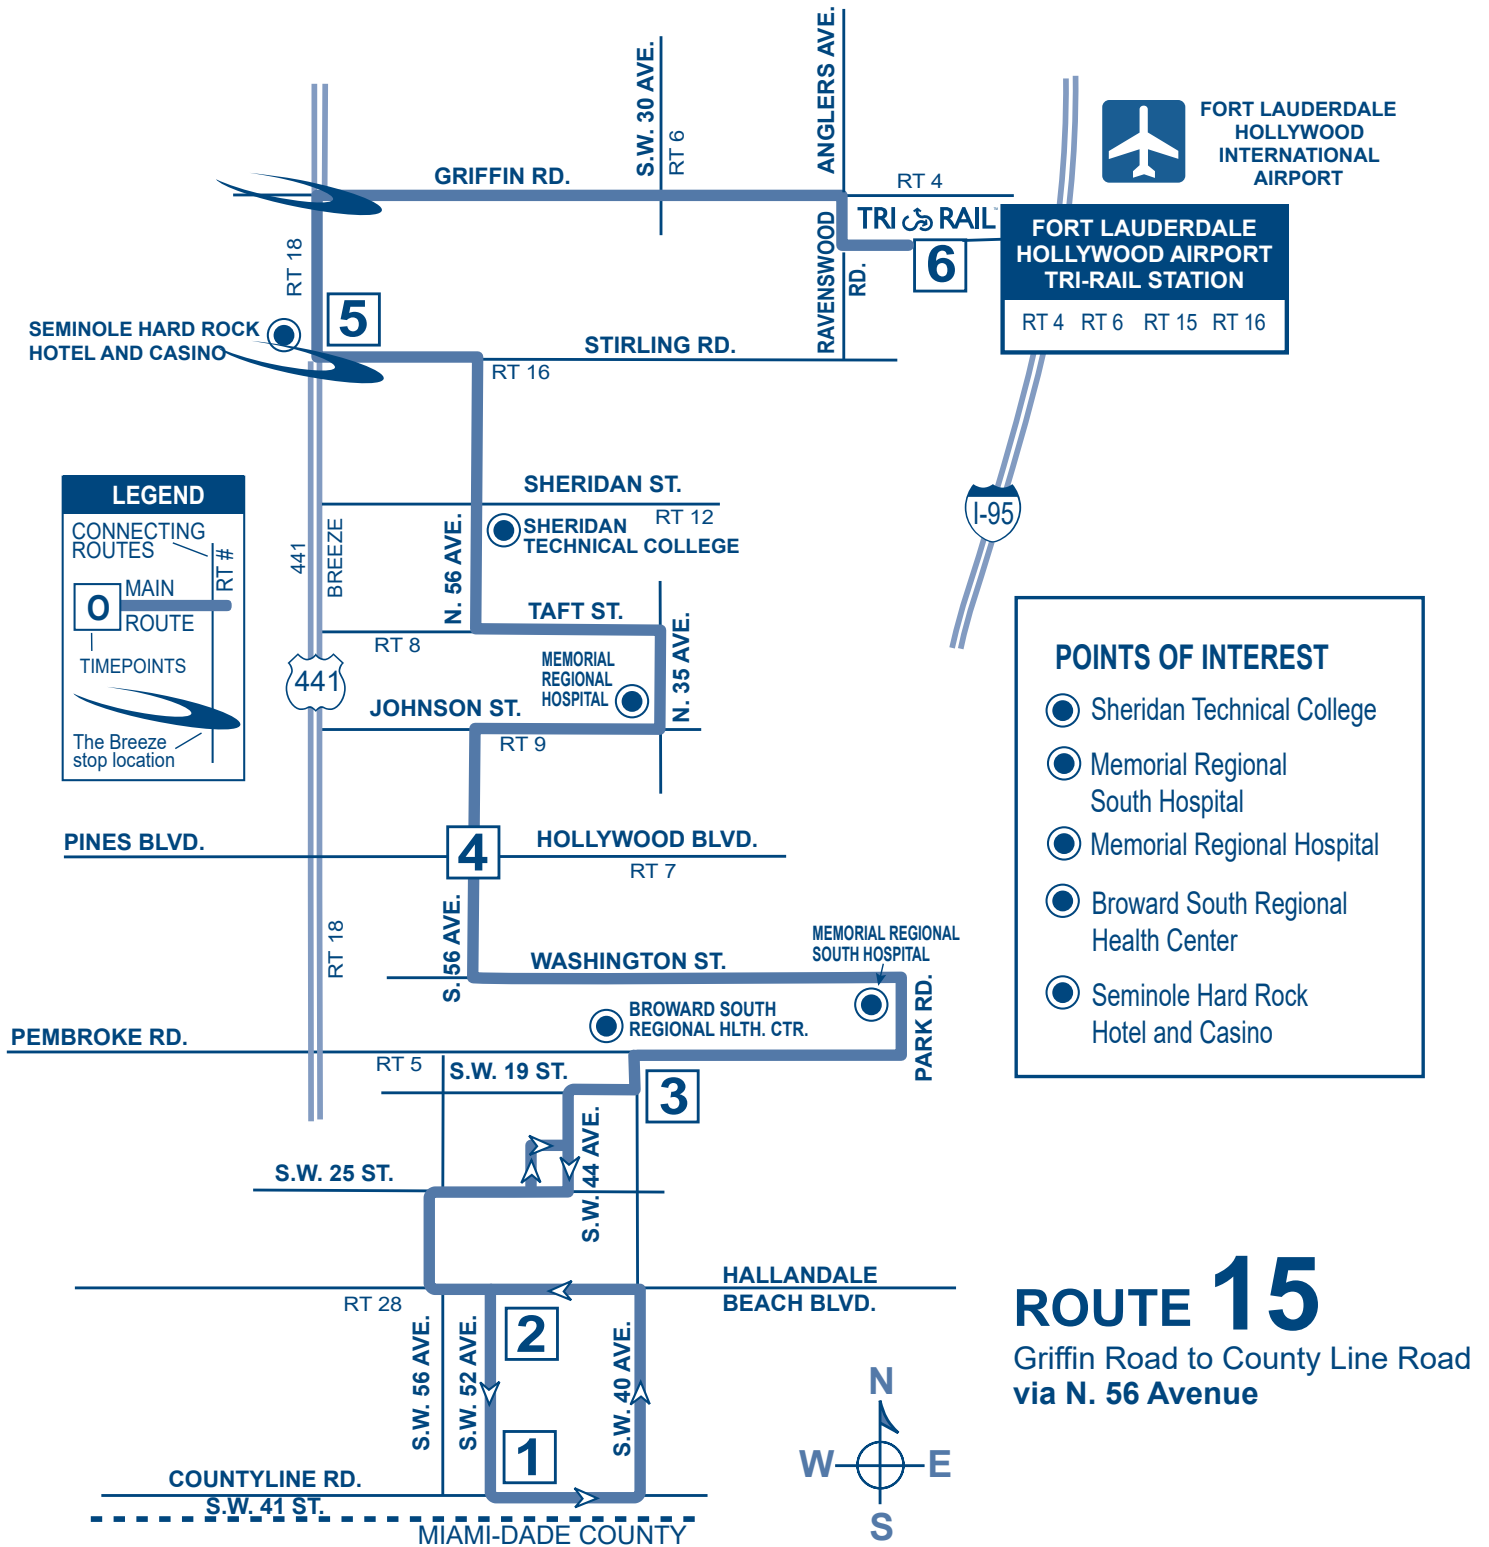 S.W. 30 AVE.
RT 6
ANGLERS AVE.
FORT LAUDERDALE
HOLLYWOOD
INTERNATIONAL
AIRPORT
GRIFFIN RD.
RT 4
TRI RAIL™
RAVENSWOOD
RD.
FORT LAUDERDALE
HOLLYWOOD AIRPORT
TRI-RAIL STATION
RT 4 RT 6 RT 15 RT 16
6
RT 18
5
SEMINOLE HARD ROCK
HOTEL AND CASINO
STIRLING RD.
RT 16
LEGEND
CONNECTING
ROUTES
RT #
O
MAIN
ROUTE
TIMEPOINTS
The Breeze
stop location
SHERIDAN ST.
RT 12
441
BREEZE
N. 56 AVE.
SHERIDAN
TECHNICAL COLLEGE
I-95
TAFT ST.
RT 8
N. 35 AVE.
MEMORIAL
REGIONAL
HOSPITAL
441
JOHNSON ST.
RT 9
POINTS OF INTEREST
Sheridan Technical College
Memorial Regional
South Hospital
Memorial Regional Hospital
Broward South Regional
Health Center
Seminole Hard Rock
Hotel and Casino
PINES BLVD.
4
HOLLYWOOD BLVD.
RT 7
RT 18
S. 56 AVE.
WASHINGTON ST.
MEMORIAL REGIONAL
SOUTH HOSPITAL
PARK RD.
BROWARD SOUTH
REGIONAL HLTH. CTR.
PEMBROKE RD.
RT 5
S.W. 19 ST.
3
S.W. 44 AVE.
S.W. 25 ST.
HALLANDALE
BEACH BLVD.
RT 28
2
S.W. 56 AVE.
S.W. 52 AVE.
S.W. 40 AVE.
1
COUNTYLINE RD.
S.W. 41 ST.
MIAMI-DADE COUNTY
ROUTE 15
Griffin Road to County Line Road
via N. 56 Avenue
N
W E
S